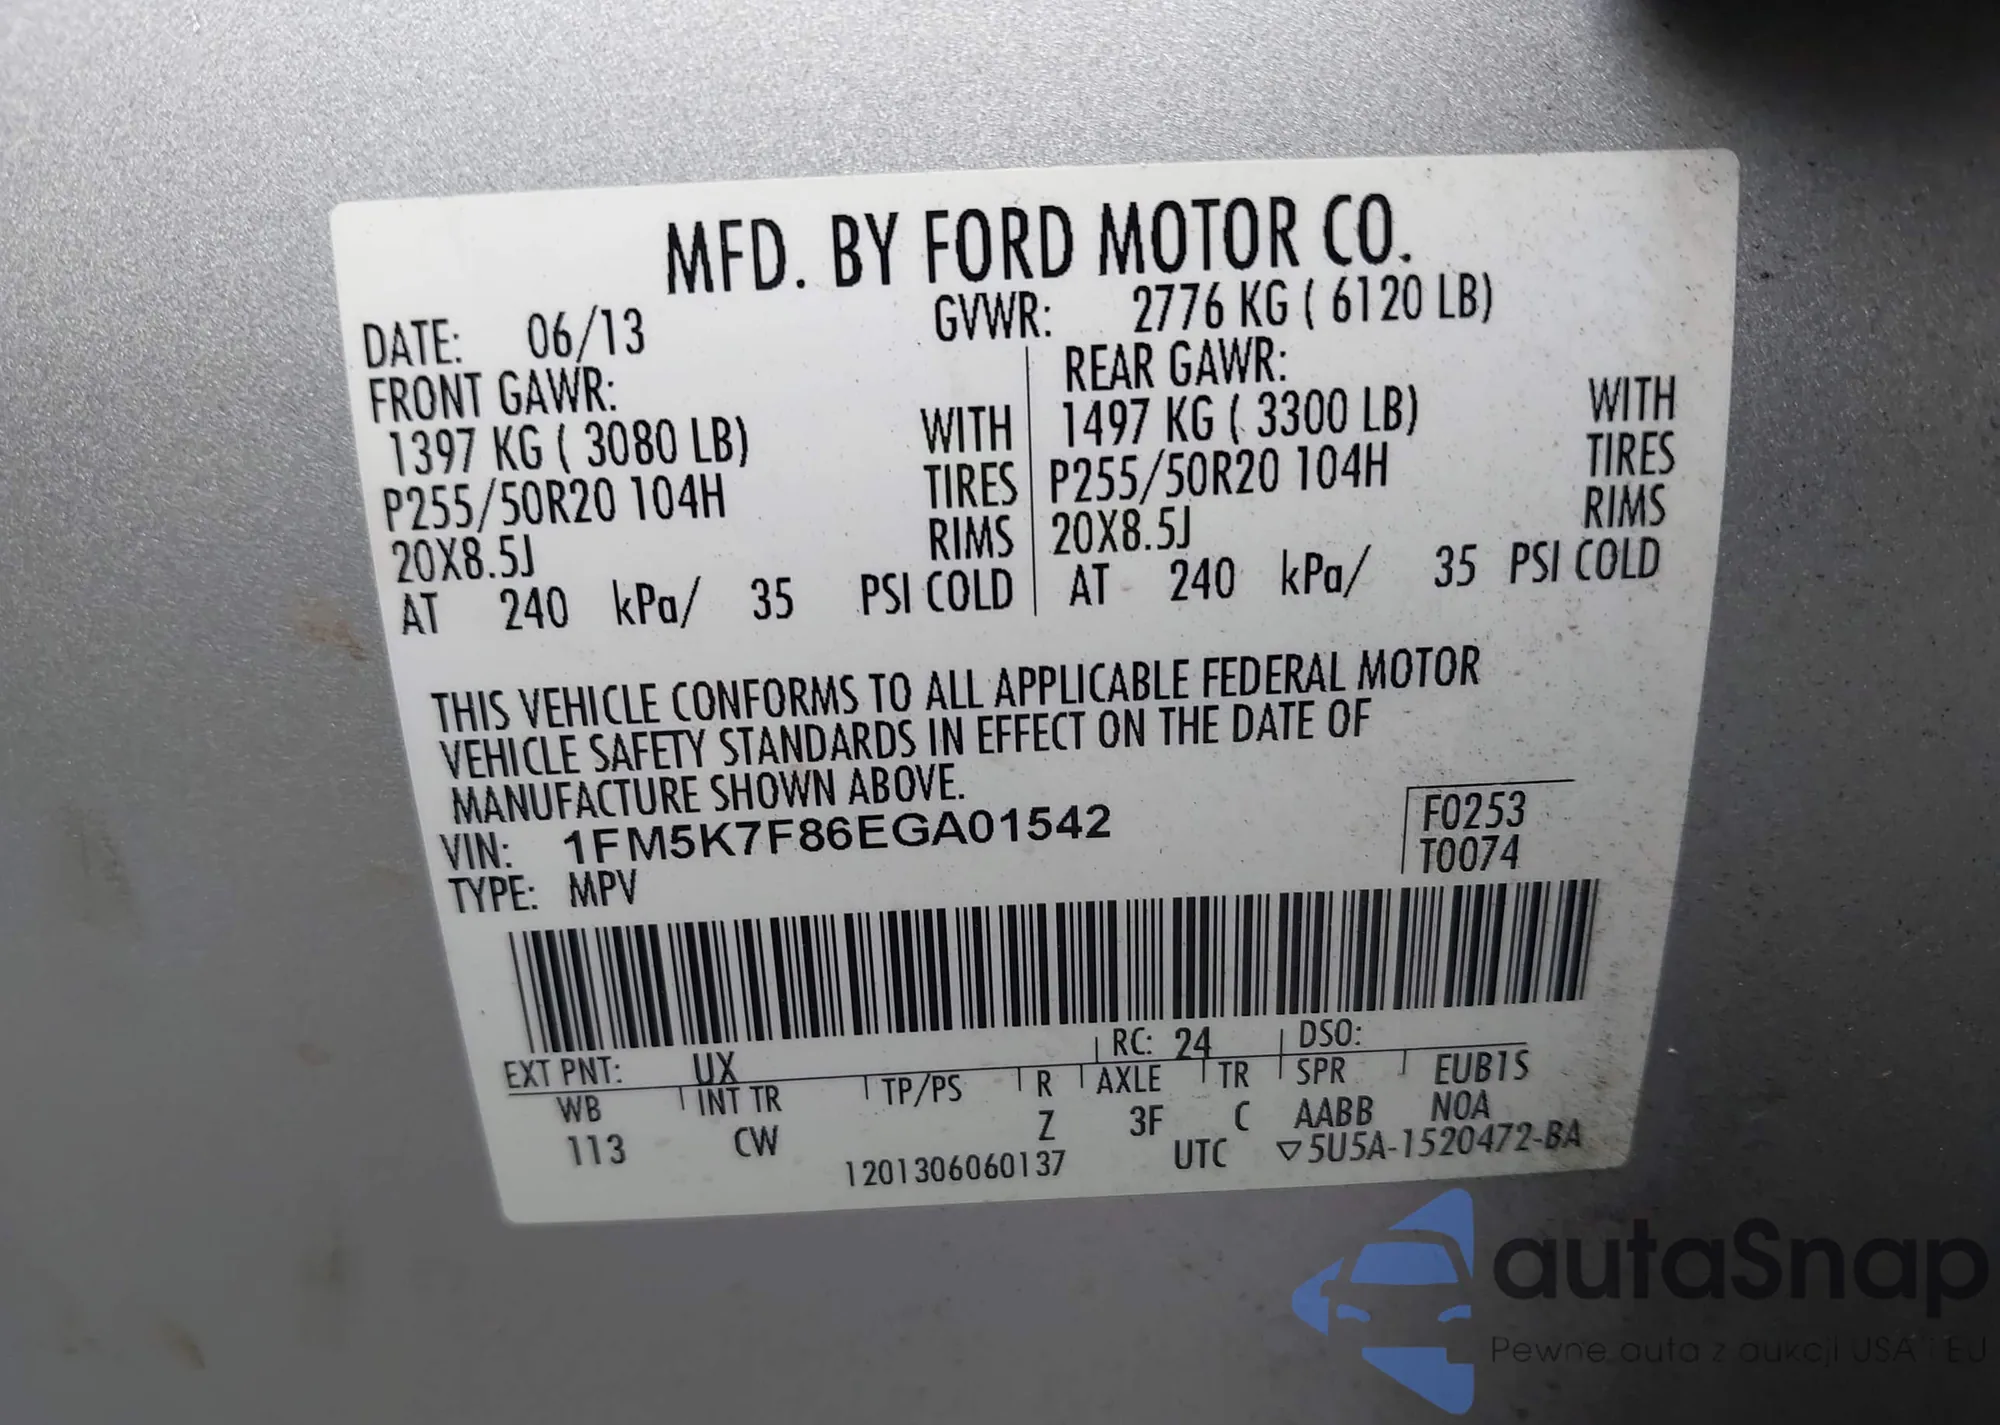 MFD. BY FORD MOTOR CO.
DATE: 06/13 GVWR: 2776 KG ( 6120 LB)
FRONT GAWR: REAR GAWR:
1397 KG ( 3080 LB) WITH 1497 KG ( 3300 LB) WITH
P255/50R20 104H TIRES P255/50R20 104H TIRES
20X8.5J RIMS 20X8.5J RIMS
AT 240 kPa/ 35 PSI COLD AT 240 kPa/ 35 PSI COLD
THIS VEHICLE CONFORMS TO ALL APPLICABLE FEDERAL MOTOR
VEHICLE SAFETY STANDARDS IN EFFECT ON THE DATE OF
MANUFACTURE SHOWN ABOVE.
VIN: 1FM5K7F86EGA01542 F0253
TYPE: MPV T0074
EXT PNT: UX RC: 24 DSO:
WB INT TR TP/PS R AXLE TR SPR EUB1S
113 CW Z 3F C AABB NOA
1201306060137 UTC ▽5U5A-1520472-BA
autaSnap
Pewne auta z aukcji USA i EU